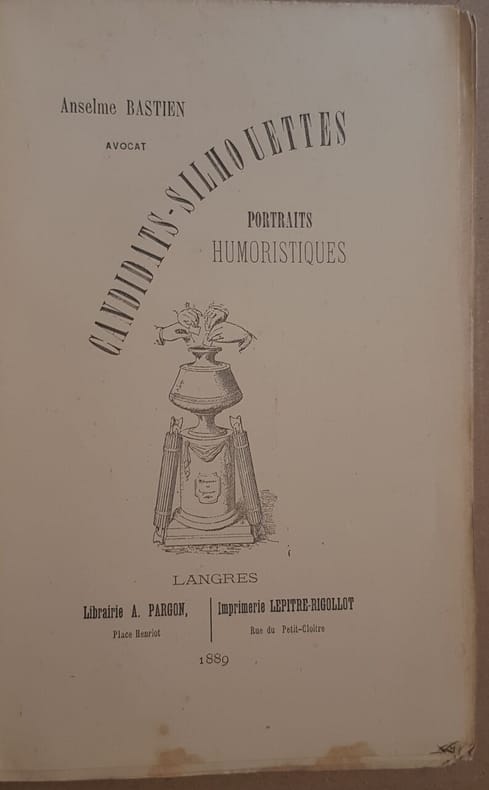 Anselme BASTIEN
AVOCAT
CANDIDATS-SILHOUETTES
PORTRAITS
HUMORISTIQUES
LANGRES
Librairie A. PARGON,
Place Henriot
Imprimerie LEPITRE-RIGOLLOT
Rue du Petit-Cloître
1889